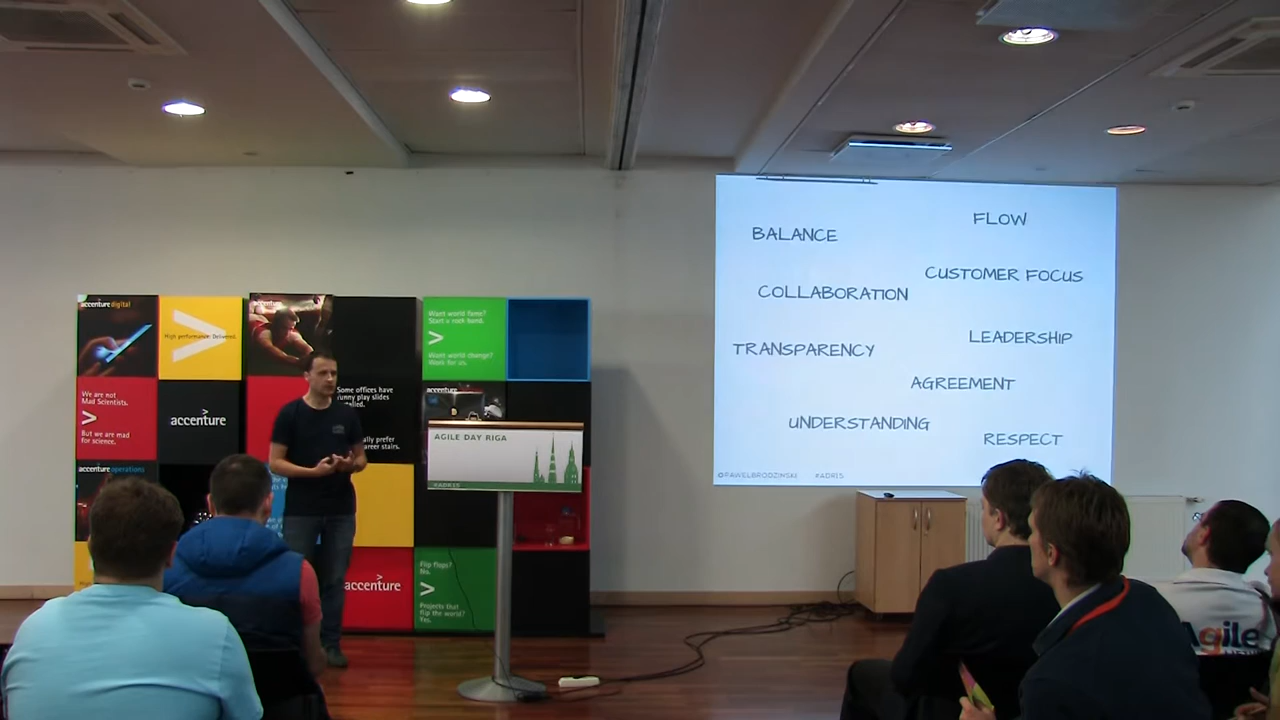 FLOW
BALANCE
CUSTOMER FOCUS
COLLABORATION
LEADERSHIP
TRANSPARENCY
AGREEMENT
UNDERSTANDING
RESPECT
@PAWELBRODZINSKI #ADR15
accenture digital
High performance. Delivered.
We are not
Mad Scientists.
But we are mad
for science.
accenture
accenture operations
Some offices have
funny play slides
career stairs.
Want world fame?
Start a rock band.
Want world change?
Work for us.
accenture
AGILE DAY RIGA
#ADR15
accenture
Flip flops?
No.
Projects that
flip the world?
Yes.
Agile